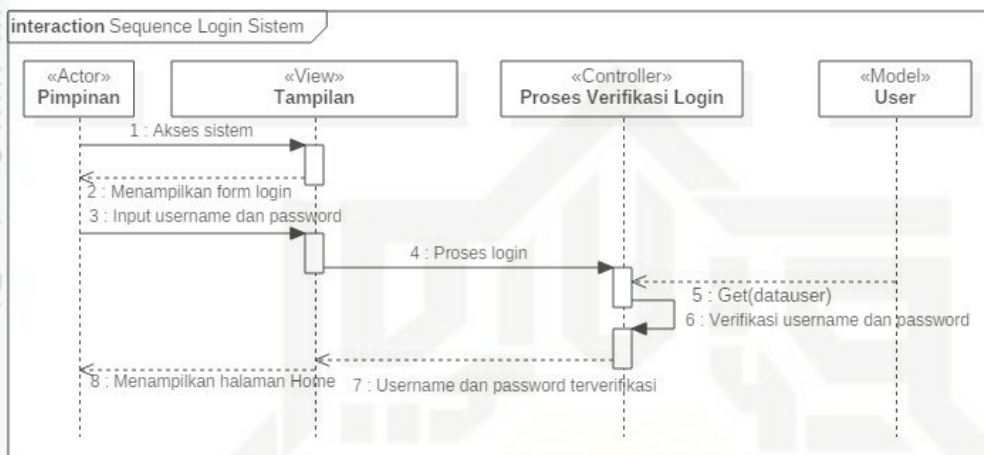 interaction Sequence Login Sistem
«Actor»
Pimpinan
«View»
Tampilan
«Controller»
Proses Verifikasi Login
«Model»
User
1 : Akses sistem
2 : Menampilkan form login
3 : Input username dan password
4 : Proses login
5 : Get(datauser)
6 : Verifikasi username dan password
7 : Username dan password terverifikasi
8 : Menampilkan halaman Home